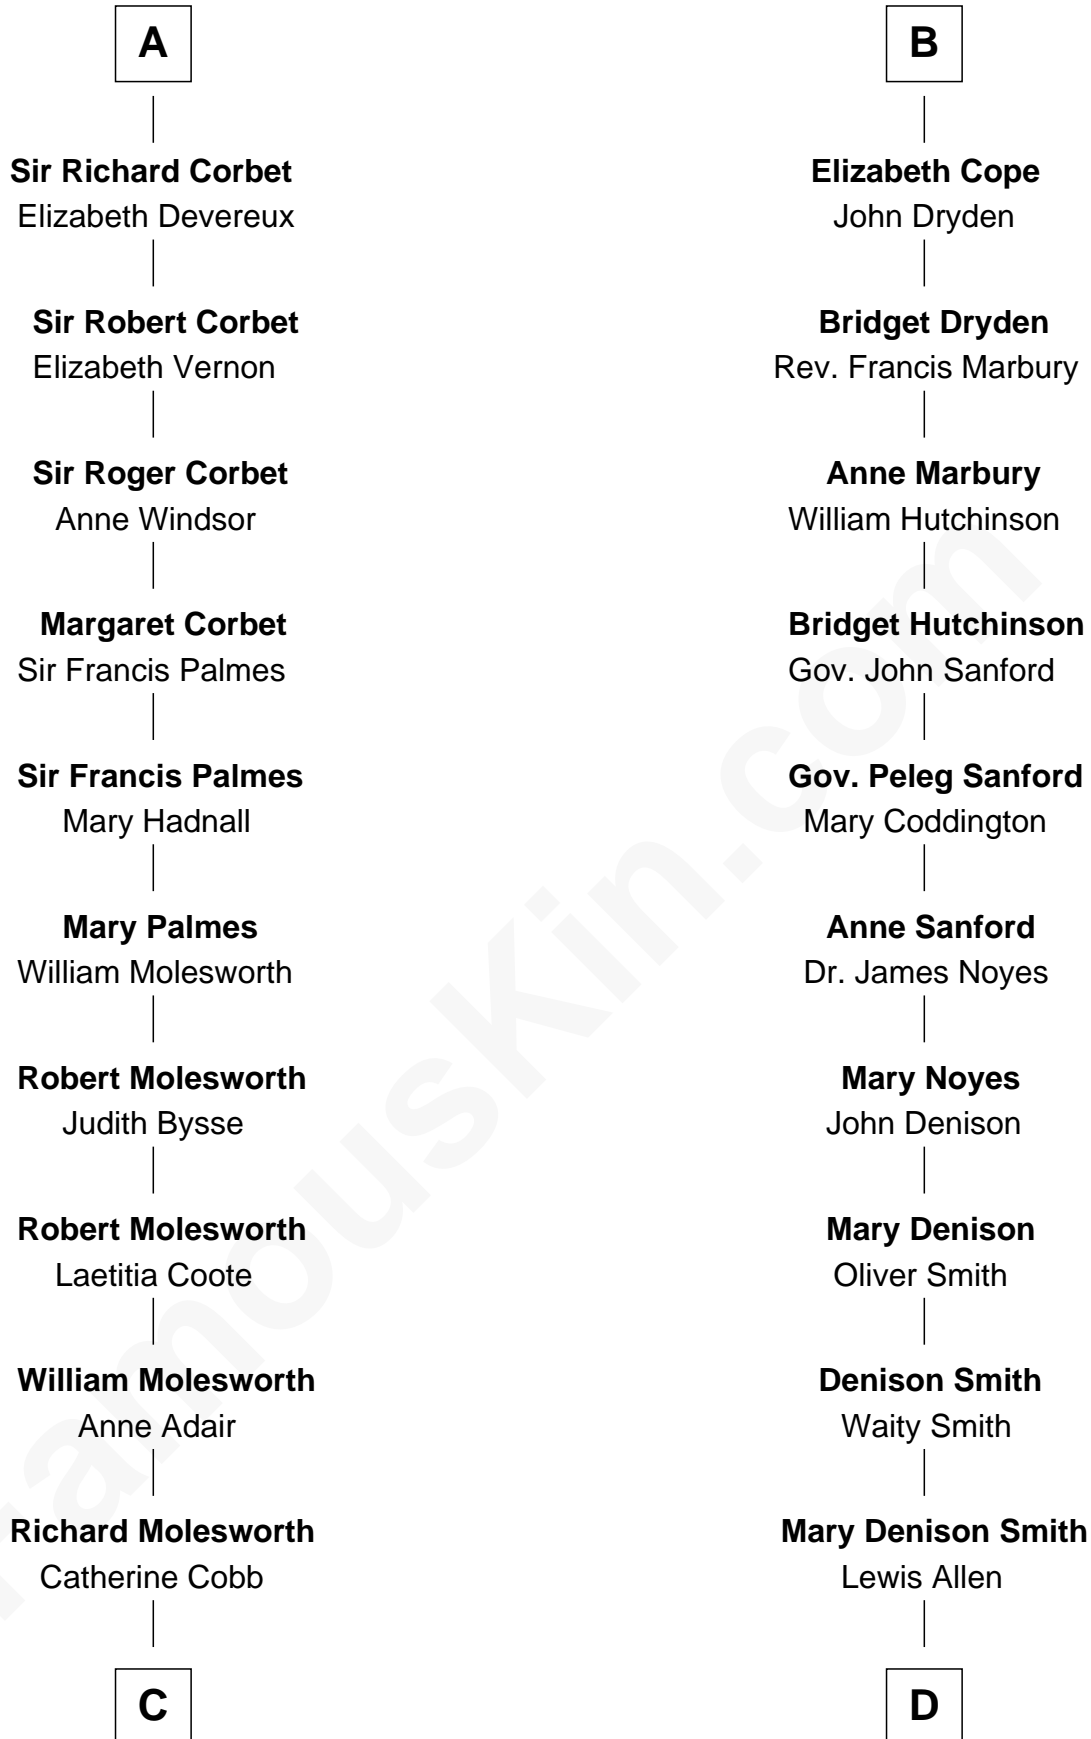 A
Sir Richard Corbet
Elizabeth Devereux
Sir Robert Corbet
Elizabeth Vernon
Sir Roger Corbet
Anne Windsor
Margaret Corbet
Sir Francis Palmes
Sir Francis Palmes
Mary Hadnall
Mary Palmes
William Molesworth
Robert Molesworth
Judith Bysse
Robert Molesworth
Laetitia Coote
William Molesworth
Anne Adair
Richard Molesworth
Catherine Cobb
C
B
Elizabeth Cope
John Dryden
Bridget Dryden
Rev. Francis Marbury
Anne Marbury
William Hutchinson
Bridget Hutchinson
Gov. John Sanford
Gov. Peleg Sanford
Mary Coddington
Anne Sanford
Dr. James Noyes
Mary Noyes
John Denison
Mary Denison
Oliver Smith
Denison Smith
Waity Smith
Mary Denison Smith
Lewis Allen
D
FamousKin.com